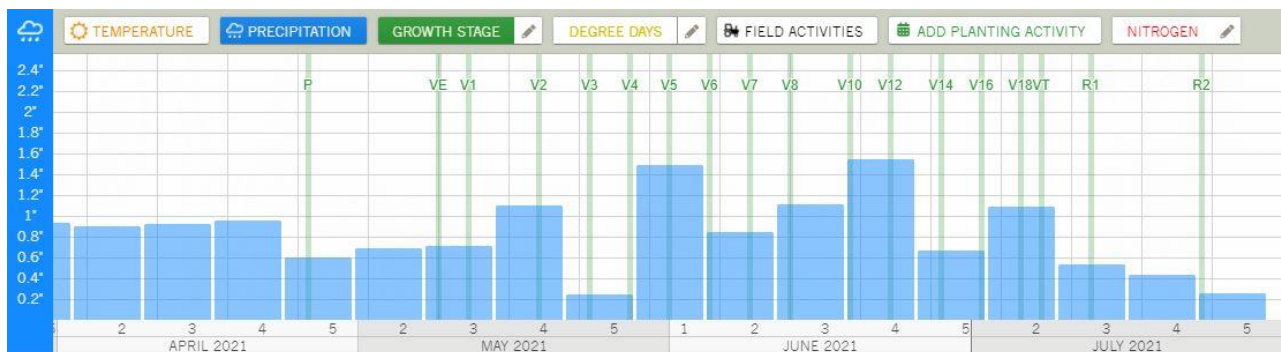 TEMPERATURE PRECIPITATION GROWTH STAGE DEGREE DAYS FIELD ACTIVITIES ADD PLANTING ACTIVITY NITROGEN
2.4"
2.2" P VE V1 V2 V3 V4 V5 V6 V7 V8 V10 V12 V14 V16 V18VT R1 R2
2"
1.8"
1.6"
1.4"
1.2"
1"
0.8"
0.6"
0.4"
0.2"
2 3 4 5 2 3 4 5 1 2 3 4 5 2 3 4 5
APRIL 2021 MAY 2021 JUNE 2021 JULY 2021